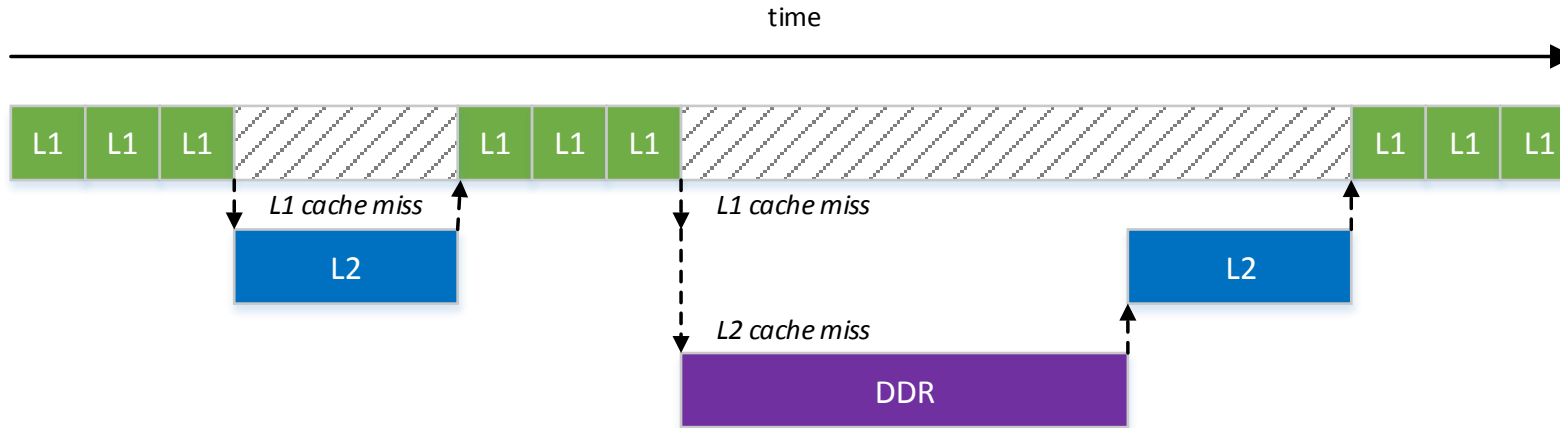 time
L1 L1 L1 L1 L1 L1 L1 L1 L1
L1 cache miss L1 cache miss
L2 L2
L2 cache miss
DDR